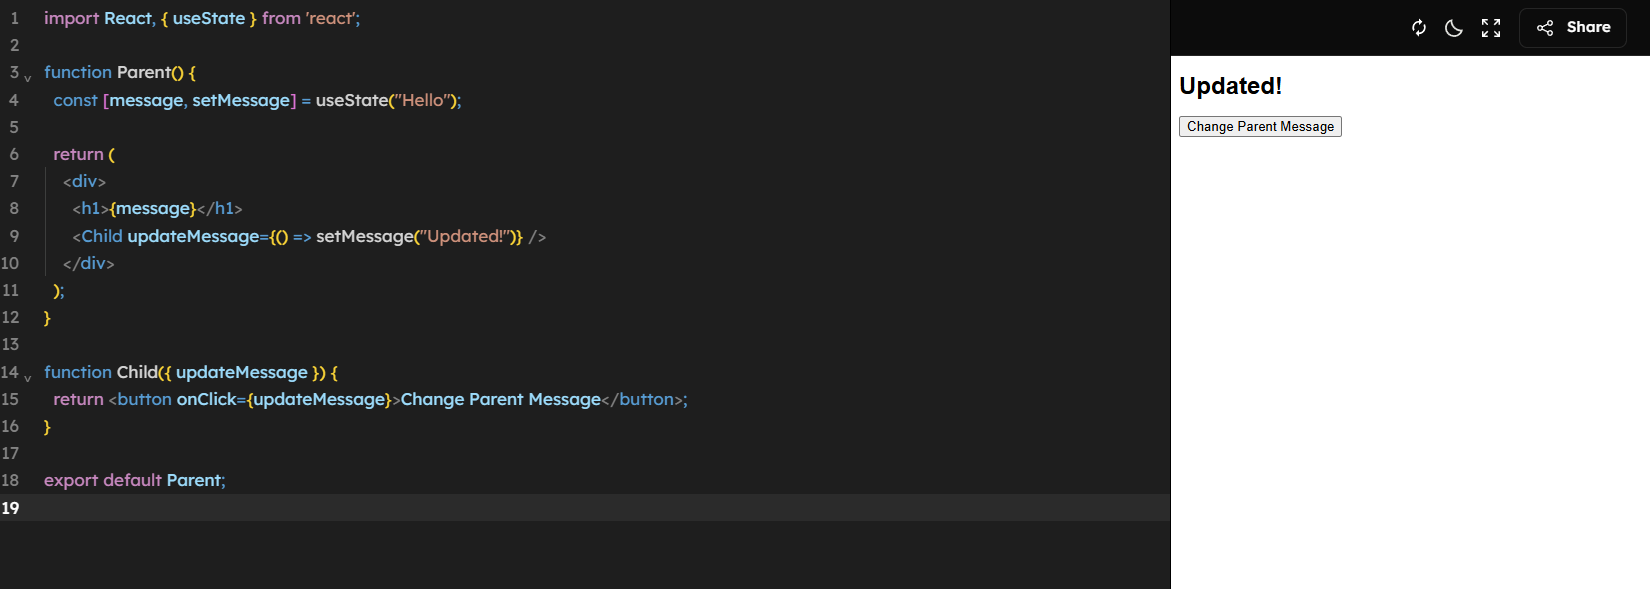 1 import React, { useState } from 'react';
2
3 function Parent() {
4 const [message, setMessage] = useState("Hello");
5
6 return (
7 <div>
8 <h1>{message}</h1>
9 <Child updateMessage={() => setMessage("Updated!")} />
10 </div>
11 );
12 }
13
14 function Child({ updateMessage }) {
15 return <button onClick={updateMessage}>Change Parent Message</button>;
16 }
17
18 export default Parent;
19
Share
Updated!
Change Parent Message